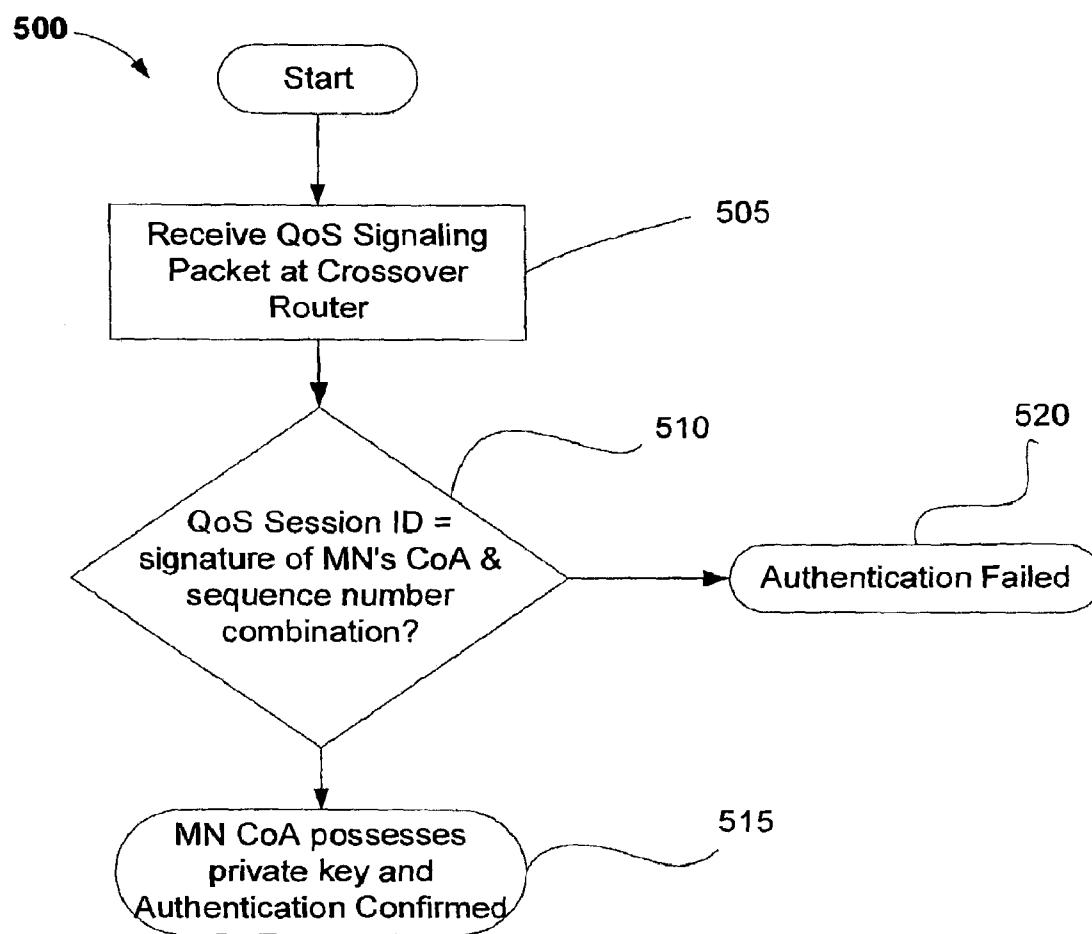 500
Start
Receive QoS Signaling
Packet at Crossover
Router
505
510
520
QoS Session ID =
signature of MN's CoA &
sequence number
combination?
Authentication Failed
MN CoA possesses
private key and
Authentication Confirmed
515